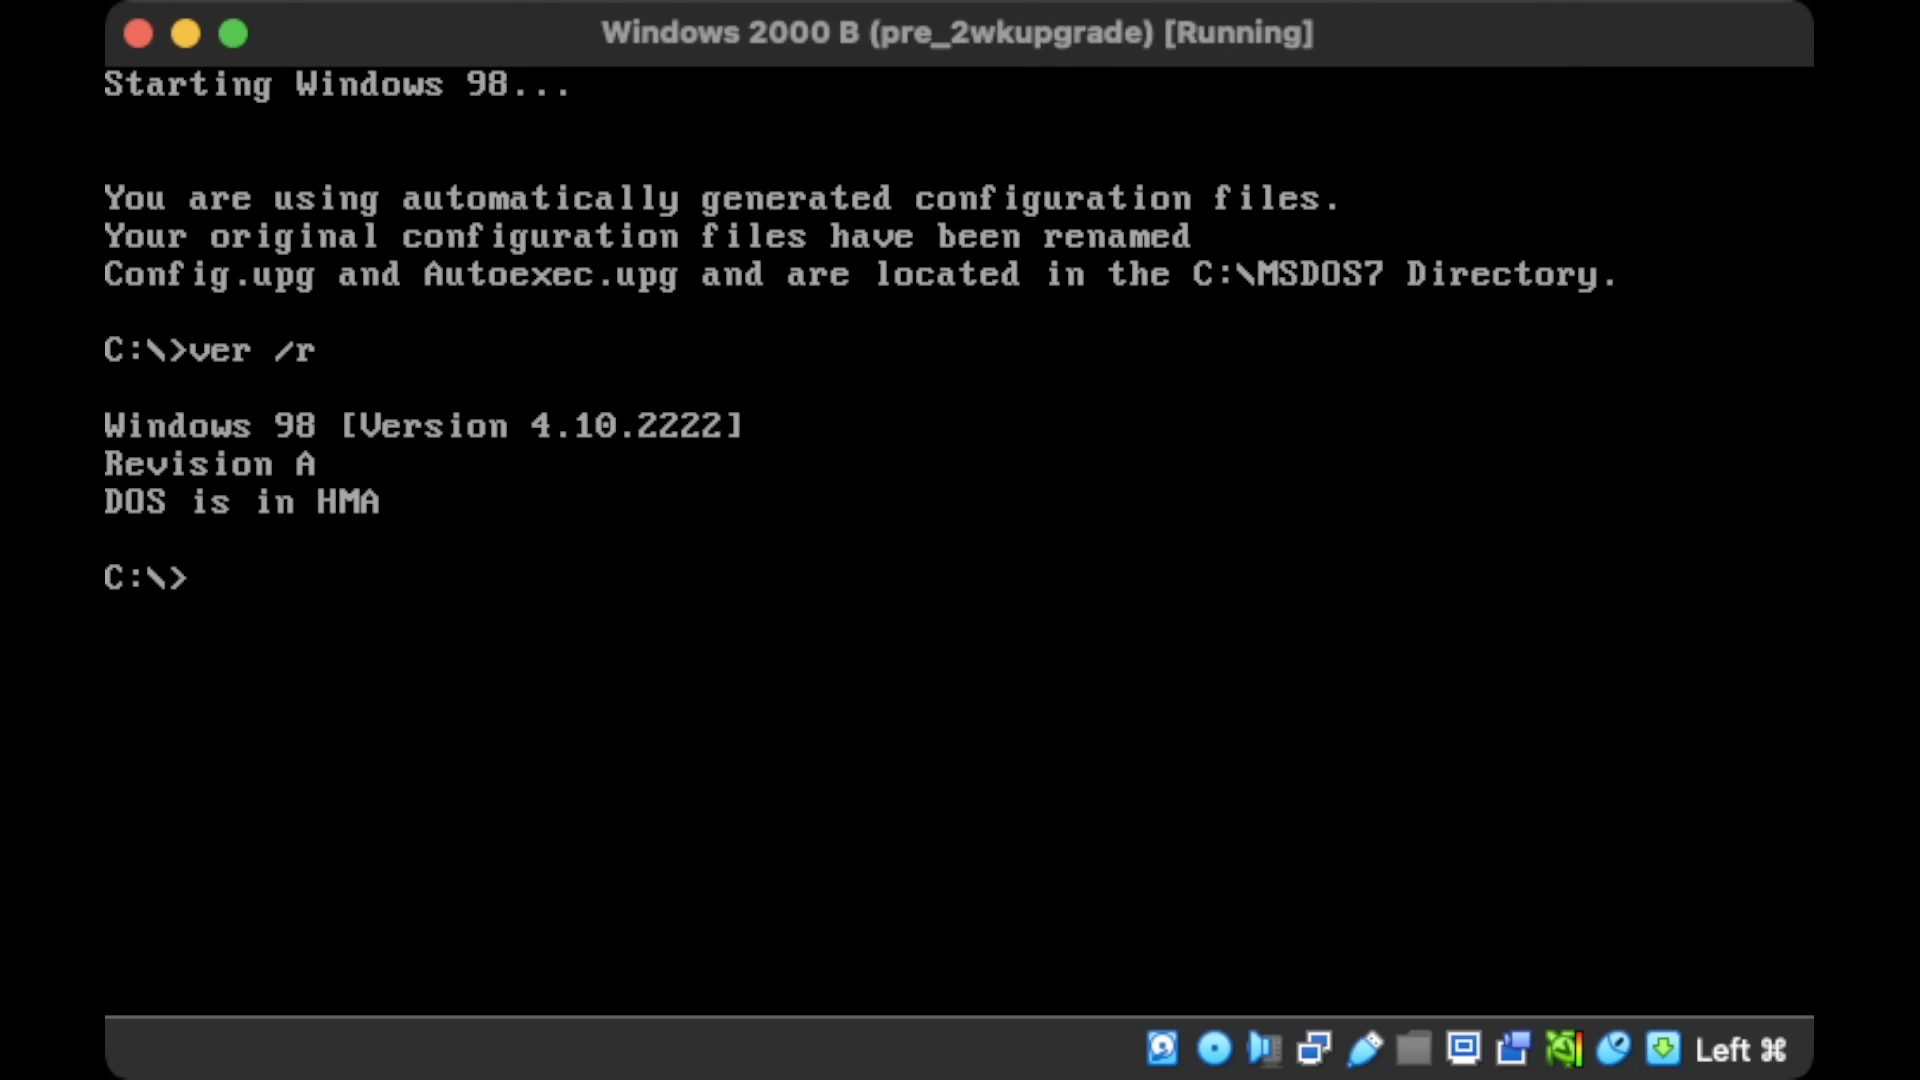 Windows 2000 B (pre_2wkupgrade) [Running]
Starting Windows 98...
You are using automatically generated configuration files.
Your original configuration files have been renamed
Config.upg and Autoexec.upg and are located in the C:\MSDOS7 Directory.
C:\>ver /r
Windows 98 [Version 4.10.2222]
Revision A
DOS is in HMA
C:\>
Left ⌘